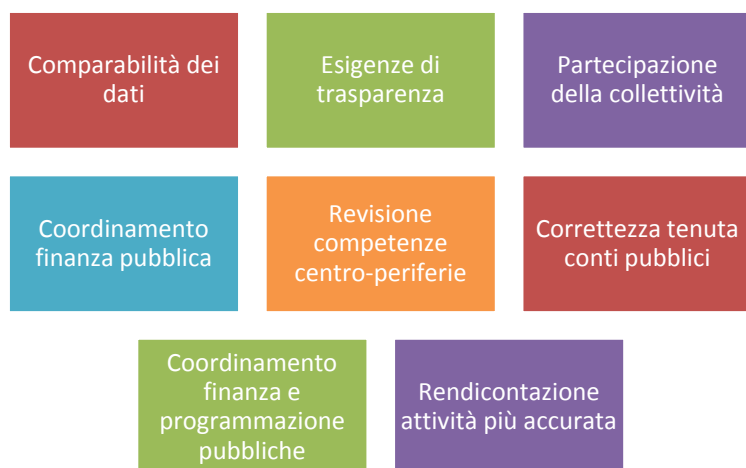 Comparabilità dei
dati
Esigenze di
trasparenza
Partecipazione
della collettività
Coordinamento
finanza pubblica
Revisione
competenze
centro-periferie
Correttezza tenuta
conti pubblici
Coordinamento
finanza e
programmazione
pubbliche
Rendicontazione
attività più accurata